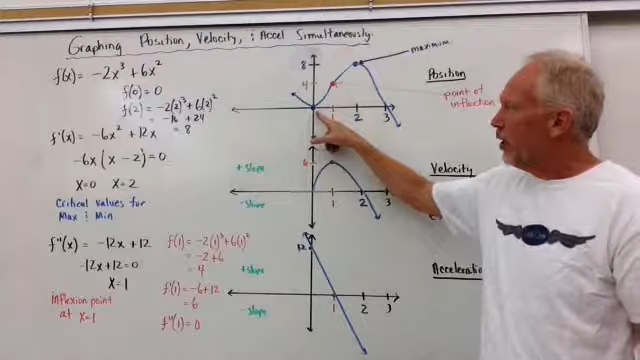 Graphing Position, Velocity, & Accel Simultaneously.
f(x) = -2x³ + 6x²
f(0) = 0
f(2) = -2(2)³ + 6(2)²
= -16 + 24
= 8
f'(x) = -6x² + 12x
-6x(x - 2) = 0
x=0 x=2
Critical values for
Max & Min
f"(x) = -12x + 12
-12x+12=0
x=1
inflexion point
at x=1
f(1) = -2(1)³ + 6(1)²
= -2+6
= 4
f'(1) = -6+12
= 6
f"(1) = 0
8
4
1
2
3
maximum
Position
point of
inflection
+ slope
- slope
6
1
2
3
Velocity
+ slope
- slope
12
1
2
3
Acceleration